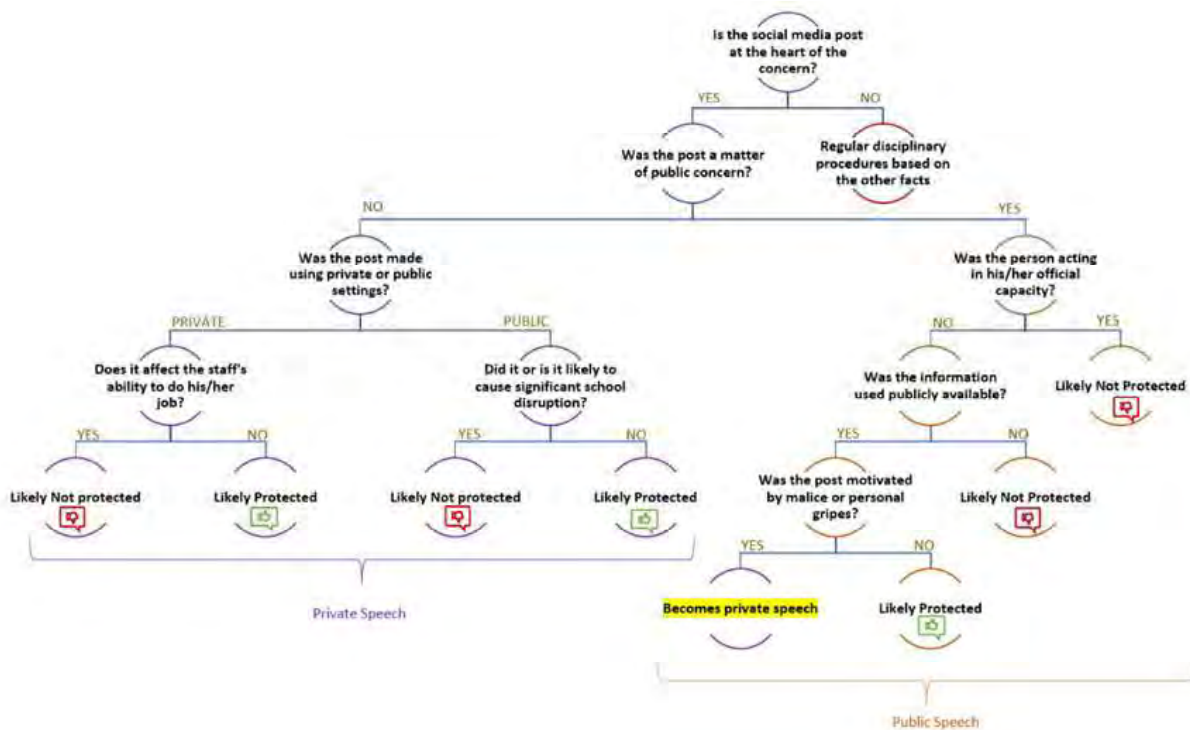 Is the social media post
at the heart of the
concern?
YES
NO
Was the post a matter
of public concern?
Regular disciplinary
procedures based on
the other facts
NO
YES
Was the post made
using private or public
settings?
Was the person acting
in his/her official
capacity?
PRIVATE
PUBLIC
NO
YES
Does it affect the staff's
ability to do his/her
job?
Did it or is it likely to
cause significant school
disruption?
Was the information
used publicly available?
Likely Not Protected
YES
NO
YES
NO
YES
NO
Likely Not protected
Likely Protected
Likely Not protected
Likely Protected
Was the post motivated
by malice or personal
gripes?
Likely Not Protected
YES
NO
Private Speech
Becomes private speech
Likely Protected
Public Speech